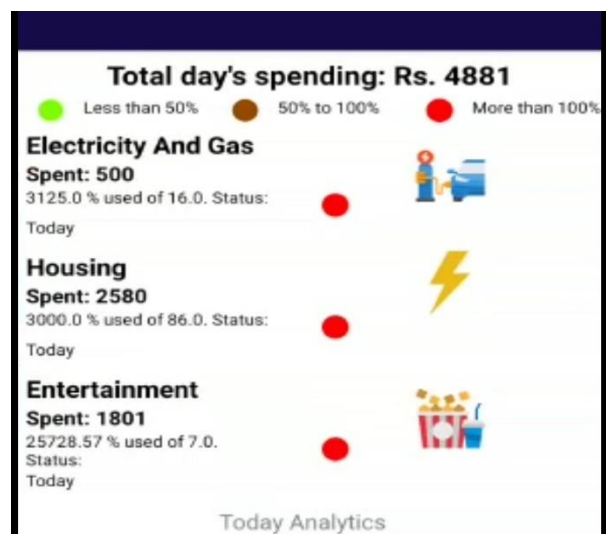 Total day's spending: Rs. 4881
Less than 50% 50% to 100% More than 100%
Electricity And Gas
Spent: 500
3125.0 % used of 16.0. Status:
Today
Housing
Spent: 2580
3000.0 % used of 86.0. Status:
Today
Entertainment
Spent: 1801
25728.57 % used of 7.0.
Status:
Today
Today Analytics